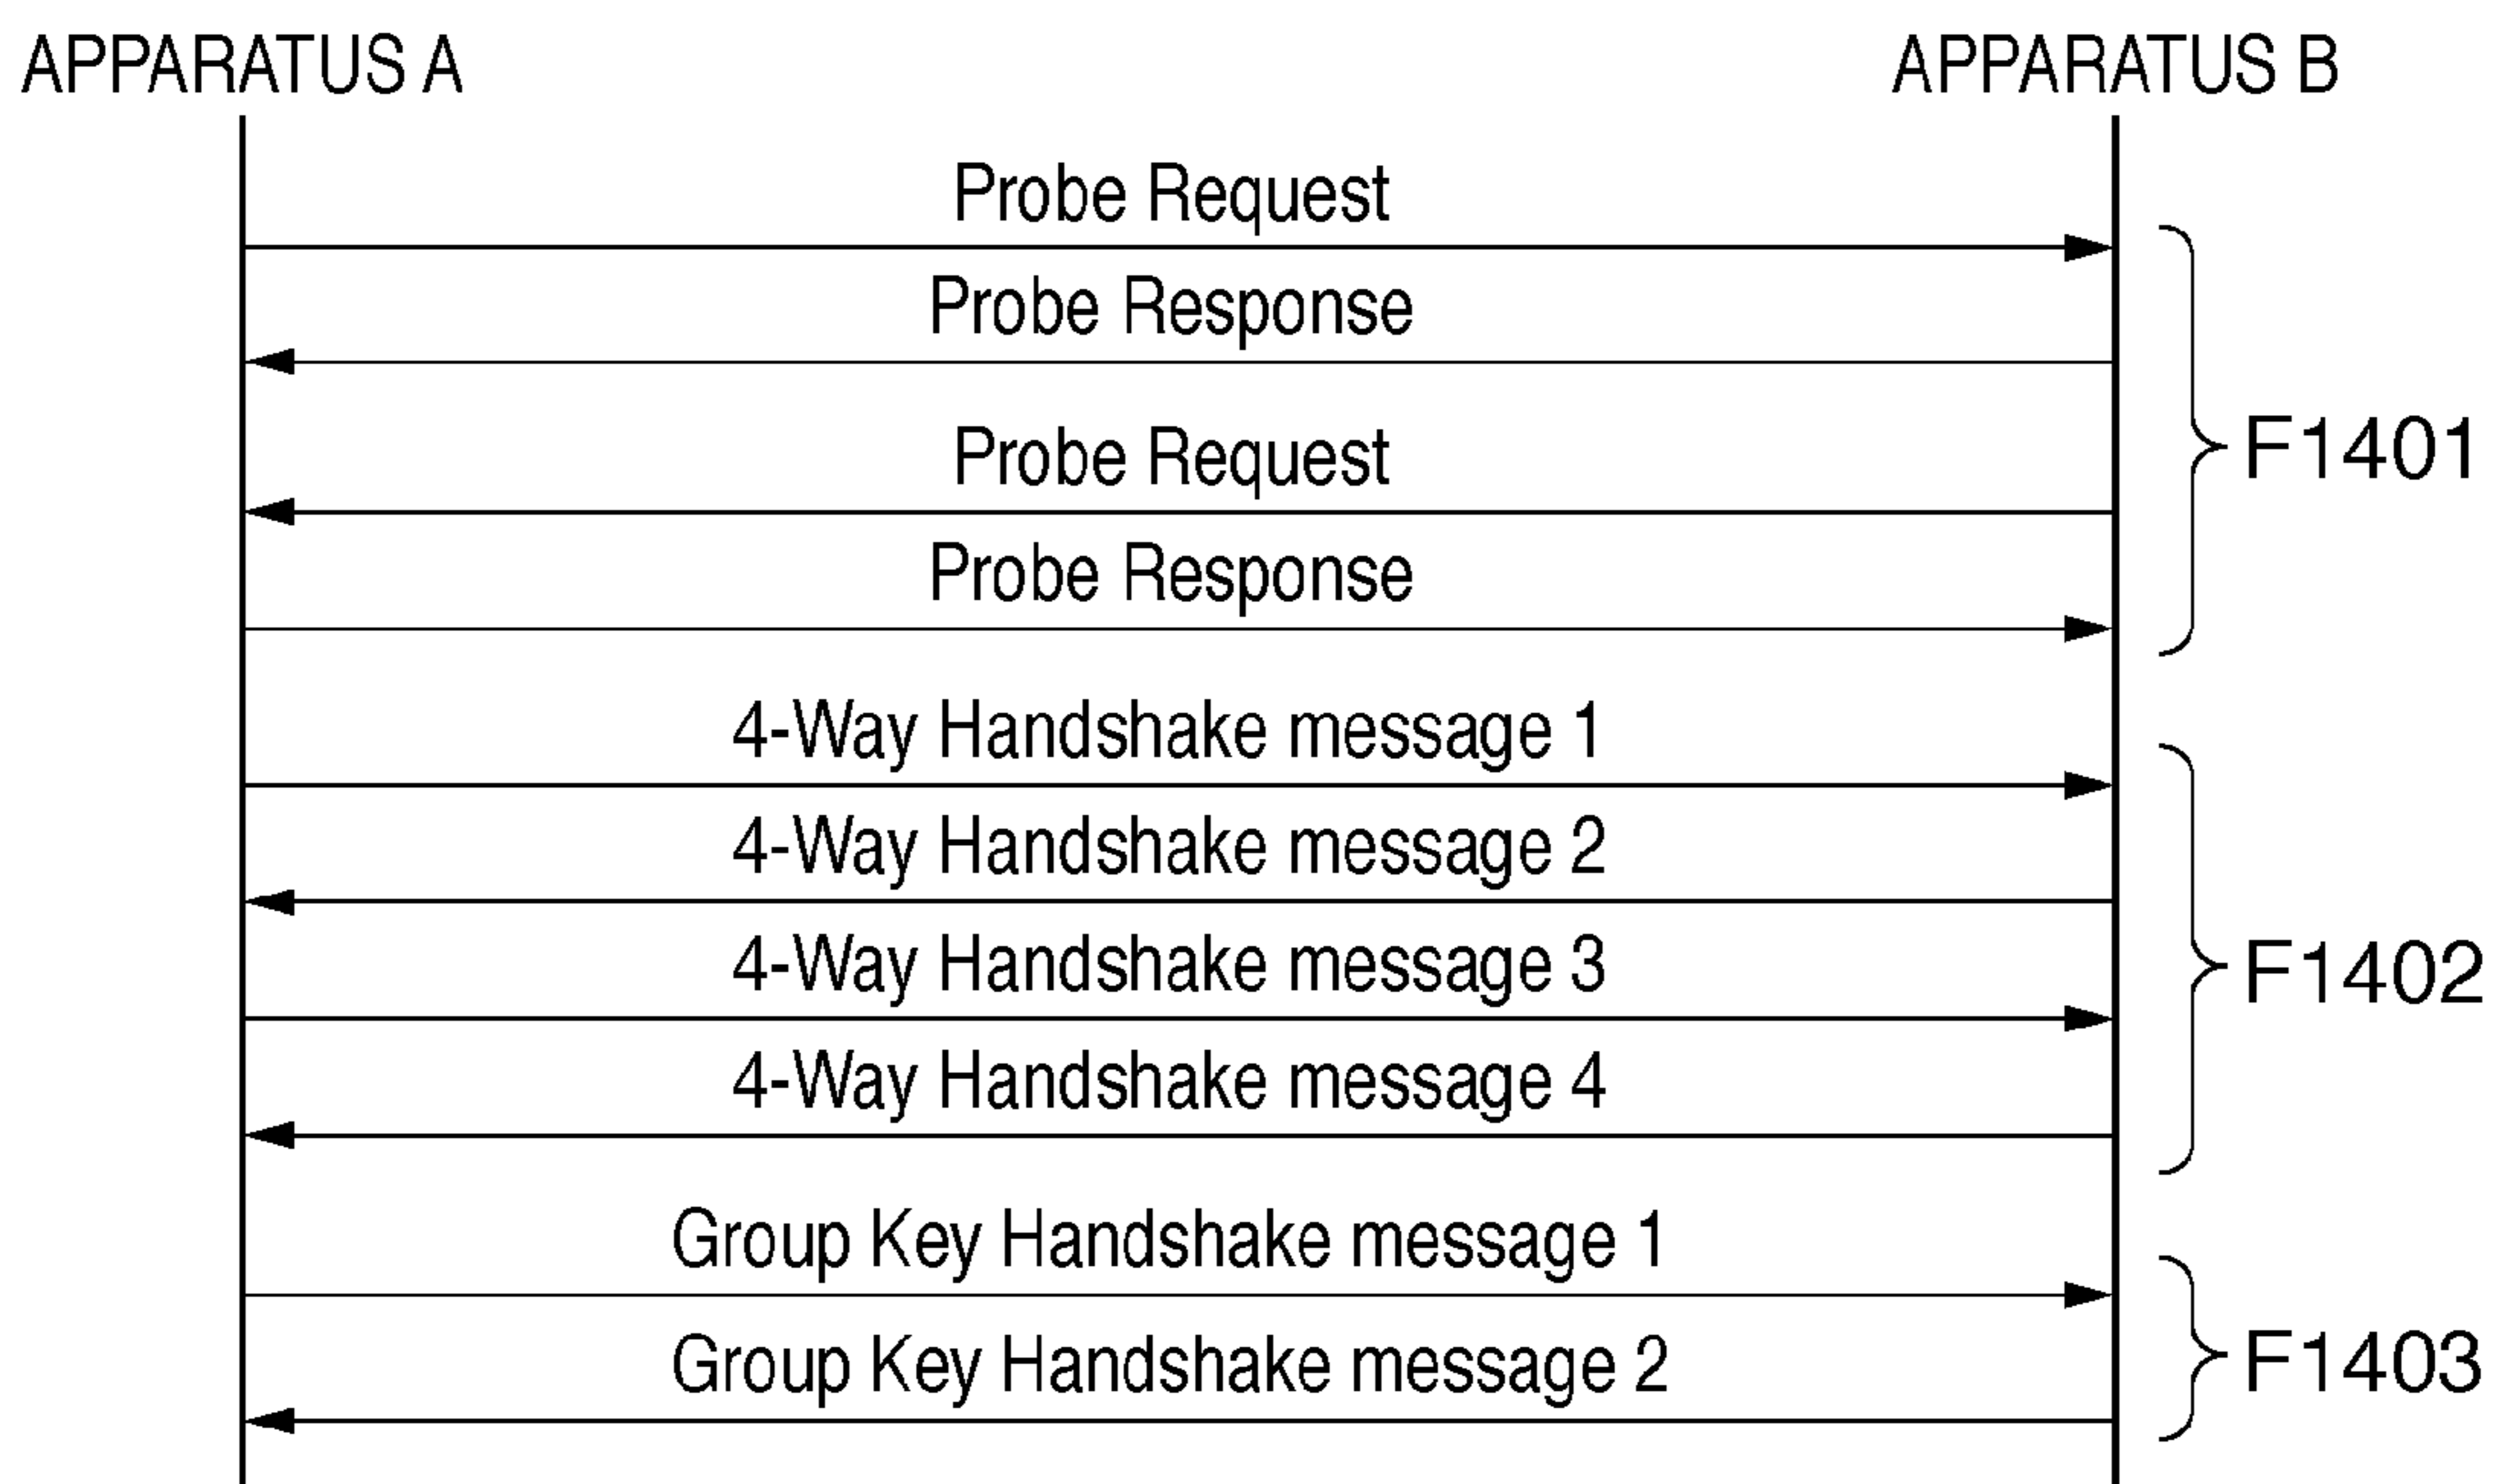 APPARATUS A
APPARATUS B
Probe Request
Probe Response
Probe Request
F1401
Probe Response
4-Way Handshake message 1
4-Way Handshake message 2
4-Way Handshake message 3
F1402
4-Way Handshake message 4
Group Key Handshake message 1
Group Key Handshake message 2
F1403